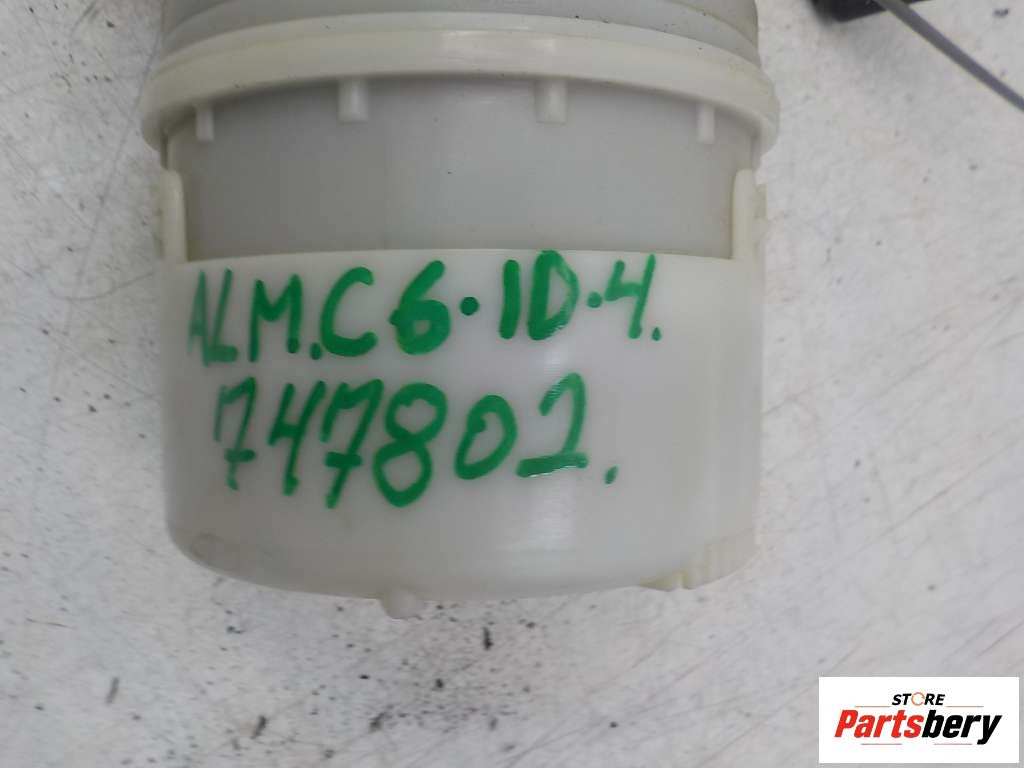 ALM.C6.1D.4.
747802.
STORE
Partsbery